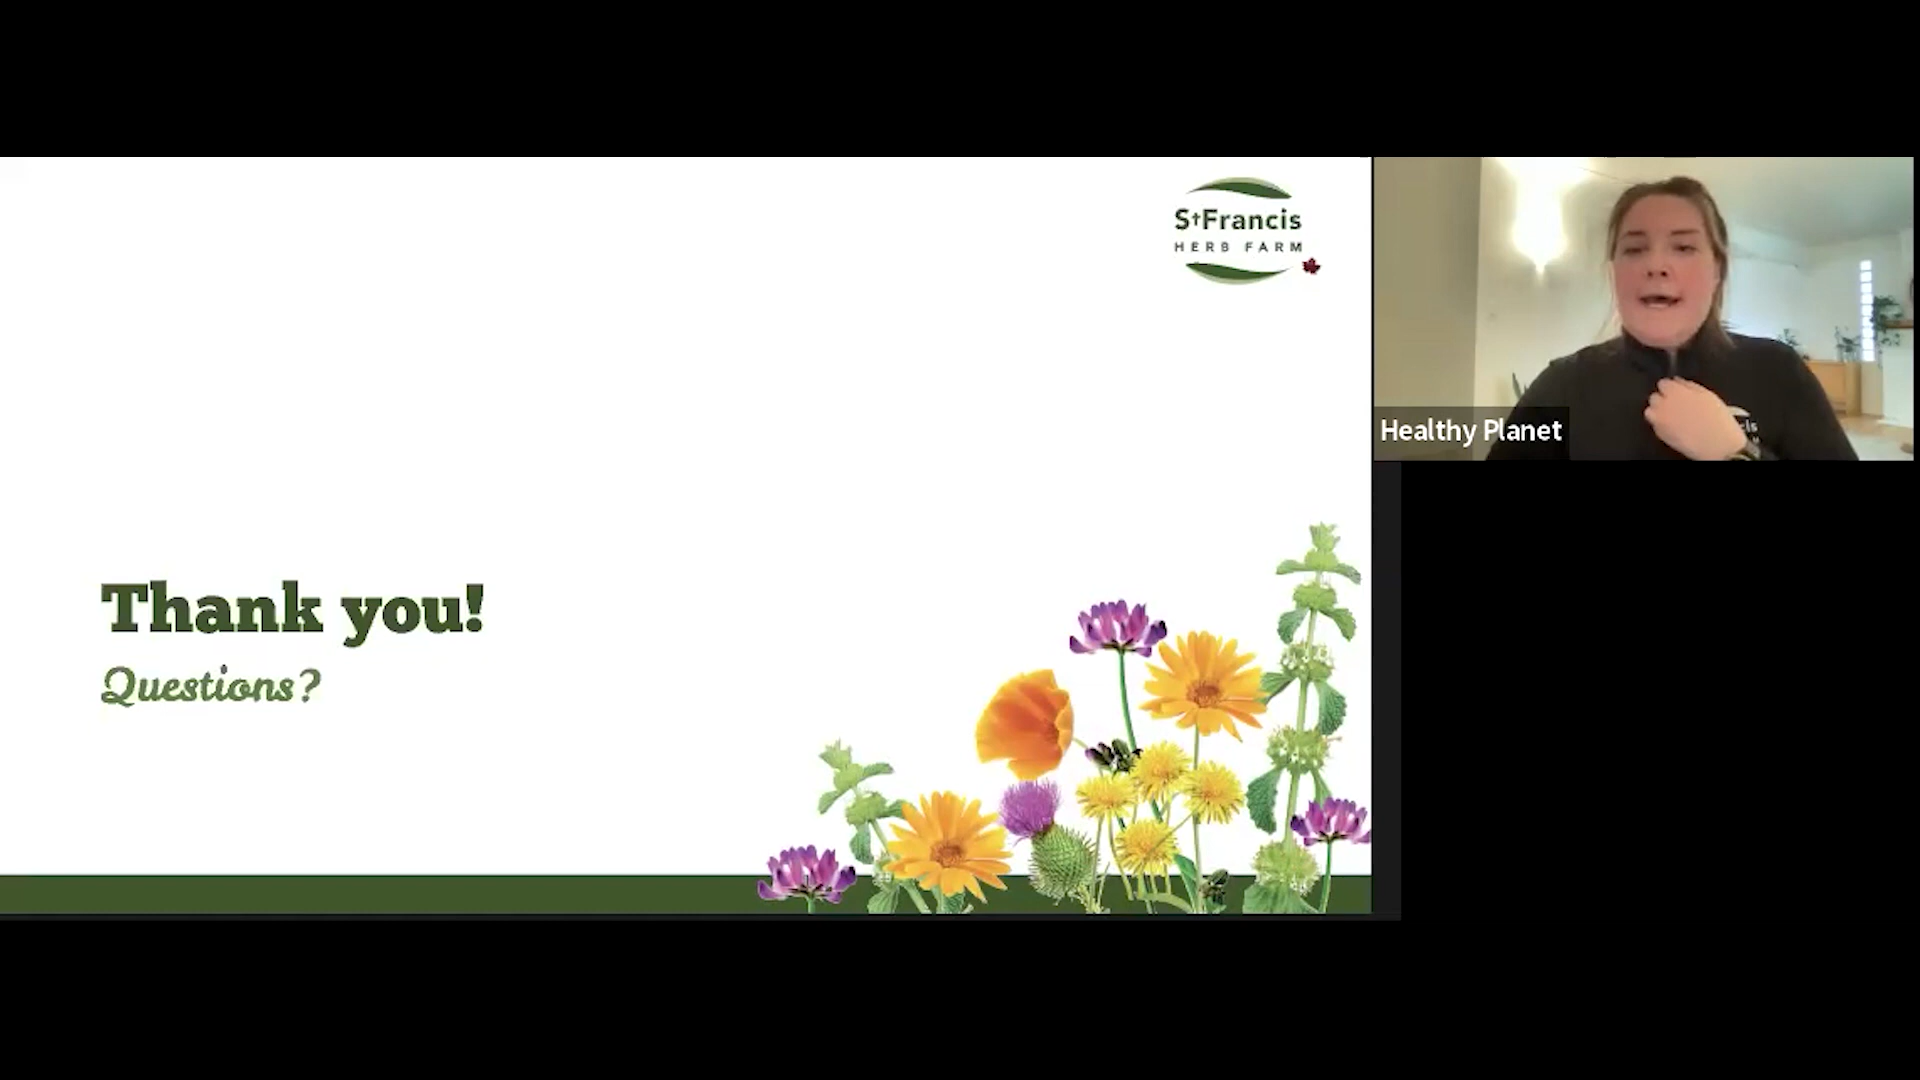 StFrancis
HERB FARM
Thank you!
Questions?
Healthy Planet